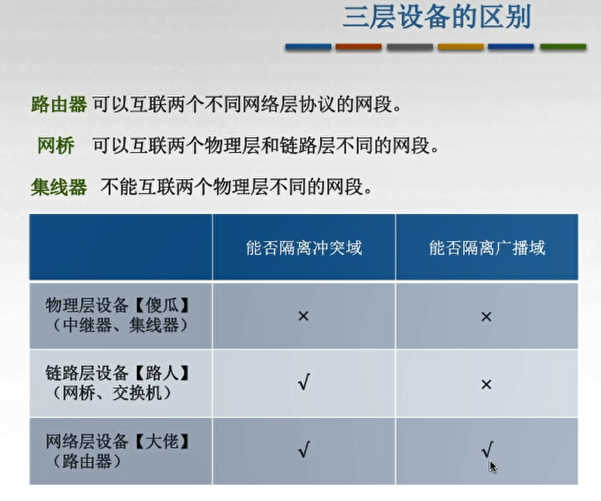 三层设备的区别
路由器 可以互联两个不同网络层协议的网段。
网桥 可以互联两个物理层和链路层不同的网段。
集线器 不能互联两个物理层不同的网段。
能否隔离冲突域 能否隔离广播域
物理层设备【傻瓜】
（中继器、集线器） × ×
链路层设备【路人】
（网桥、交换机） √ ×
网络层设备【大佬】
（路由器） √ √